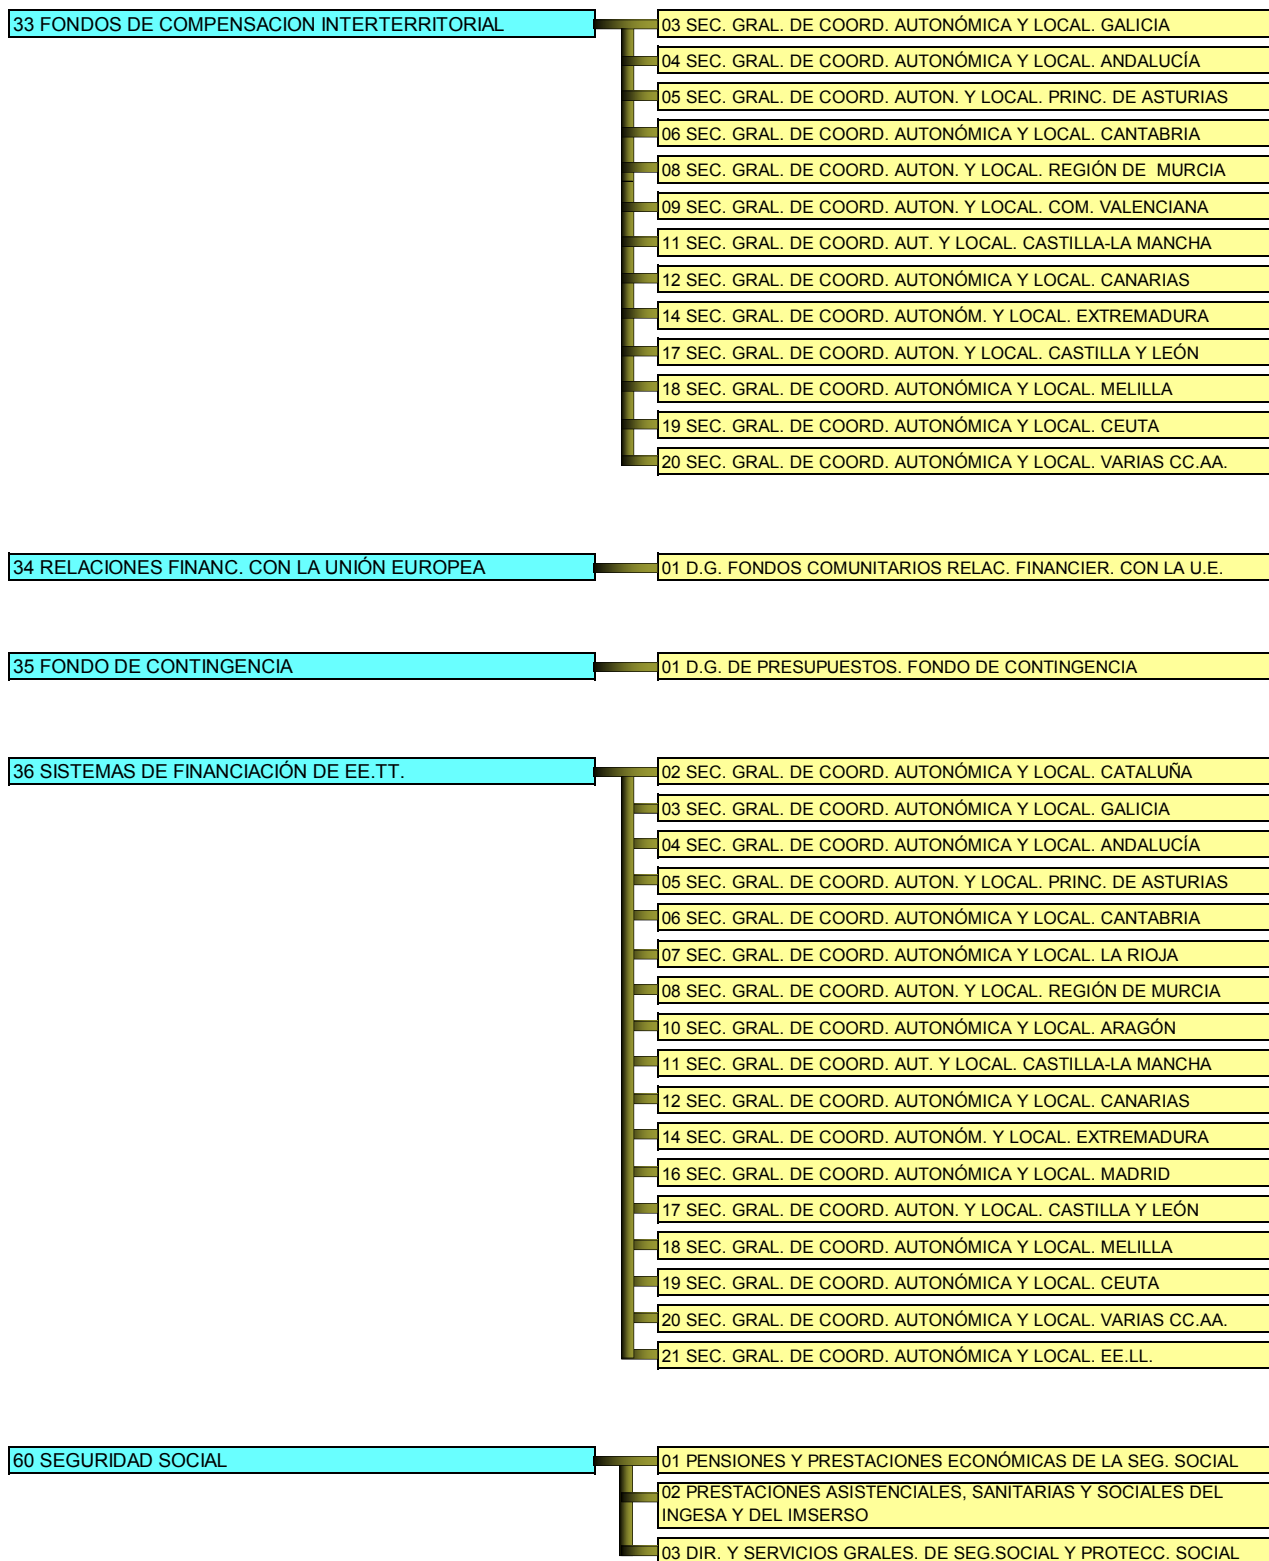 33 FONDOS DE COMPENSACION INTERTERRITORIAL
03 SEC. GRAL. DE COORD. AUTONÓMICA Y LOCAL. GALICIA
04 SEC. GRAL. DE COORD. AUTONÓMICA Y LOCAL. ANDALUCÍA
05 SEC. GRAL. DE COORD. AUTON. Y LOCAL. PRINC. DE ASTURIAS
06 SEC. GRAL. DE COORD. AUTONÓMICA Y LOCAL. CANTABRIA
08 SEC. GRAL. DE COORD. AUTON. Y LOCAL. REGIÓN DE  MURCIA
09 SEC. GRAL. DE COORD. AUTON. Y LOCAL. COM. VALENCIANA
11 SEC. GRAL. DE COORD. AUT. Y LOCAL. CASTILLA-LA MANCHA
12 SEC. GRAL. DE COORD. AUTONÓMICA Y LOCAL. CANARIAS
14 SEC. GRAL. DE COORD. AUTONÓM. Y LOCAL. EXTREMADURA
17 SEC. GRAL. DE COORD. AUTON. Y LOCAL. CASTILLA Y LEÓN
18 SEC. GRAL. DE COORD. AUTONÓMICA Y LOCAL. MELILLA
19 SEC. GRAL. DE COORD. AUTONÓMICA Y LOCAL. CEUTA
20 SEC. GRAL. DE COORD. AUTONÓMICA Y LOCAL. VARIAS CC.AA.
34 RELACIONES FINANC. CON LA UNIÓN EUROPEA
01 D.G. FONDOS COMUNITARIOS RELAC. FINANCIER. CON LA U.E.
35 FONDO DE CONTINGENCIA
01 D.G. DE PRESUPUESTOS. FONDO DE CONTINGENCIA
36 SISTEMAS DE FINANCIACIÓN DE EE.TT.
02 SEC. GRAL. DE COORD. AUTONÓMICA Y LOCAL. CATALUÑA
03 SEC. GRAL. DE COORD. AUTONÓMICA Y LOCAL. GALICIA
04 SEC. GRAL. DE COORD. AUTONÓMICA Y LOCAL. ANDALUCÍA
05 SEC. GRAL. DE COORD. AUTON. Y LOCAL. PRINC. DE ASTURIAS
06 SEC. GRAL. DE COORD. AUTONÓMICA Y LOCAL. CANTABRIA
07 SEC. GRAL. DE COORD. AUTONÓMICA Y LOCAL. LA RIOJA
08 SEC. GRAL. DE COORD. AUTON. Y LOCAL. REGIÓN DE MURCIA
10 SEC. GRAL. DE COORD. AUTONÓMICA Y LOCAL. ARAGÓN
11 SEC. GRAL. DE COORD. AUT. Y LOCAL. CASTILLA-LA MANCHA
12 SEC. GRAL. DE COORD. AUTONÓMICA Y LOCAL. CANARIAS
14 SEC. GRAL. DE COORD. AUTONÓM. Y LOCAL. EXTREMADURA
16 SEC. GRAL. DE COORD. AUTONÓMICA Y LOCAL. MADRID
17 SEC. GRAL. DE COORD. AUTON. Y LOCAL. CASTILLA Y LEÓN
18 SEC. GRAL. DE COORD. AUTONÓMICA Y LOCAL. MELILLA
19 SEC. GRAL. DE COORD. AUTONÓMICA Y LOCAL. CEUTA
20 SEC. GRAL. DE COORD. AUTONÓMICA Y LOCAL. VARIAS CC.AA.
21 SEC. GRAL. DE COORD. AUTONÓMICA Y LOCAL. EE.LL.
60 SEGURIDAD SOCIAL
01 PENSIONES Y PRESTACIONES ECONÓMICAS DE LA SEG. SOCIAL
02 PRESTACIONES ASISTENCIALES, SANITARIAS Y SOCIALES DEL
INGESA Y DEL IMSERSO
03 DIR. Y SERVICIOS GRALES. DE SEG.SOCIAL Y PROTECC. SOCIAL